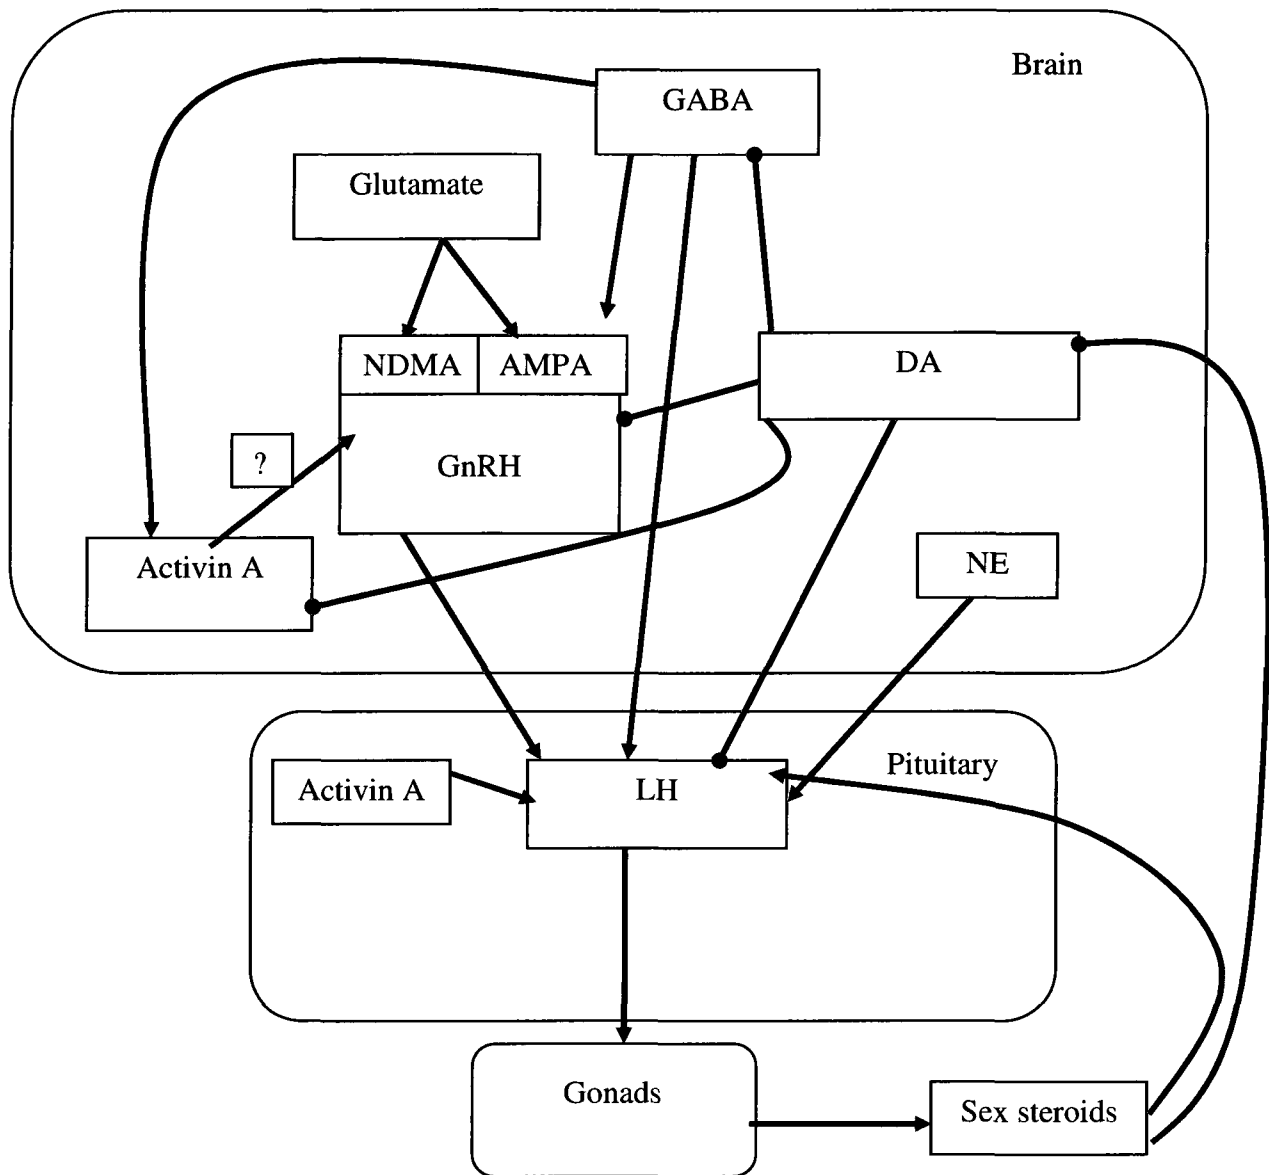 Brain
GABA
Glutamate
NDMA
AMPA
DA
?
GnRH
Activin A
NE
Activin A
LH
Pituitary
Gonads
Sex steroids